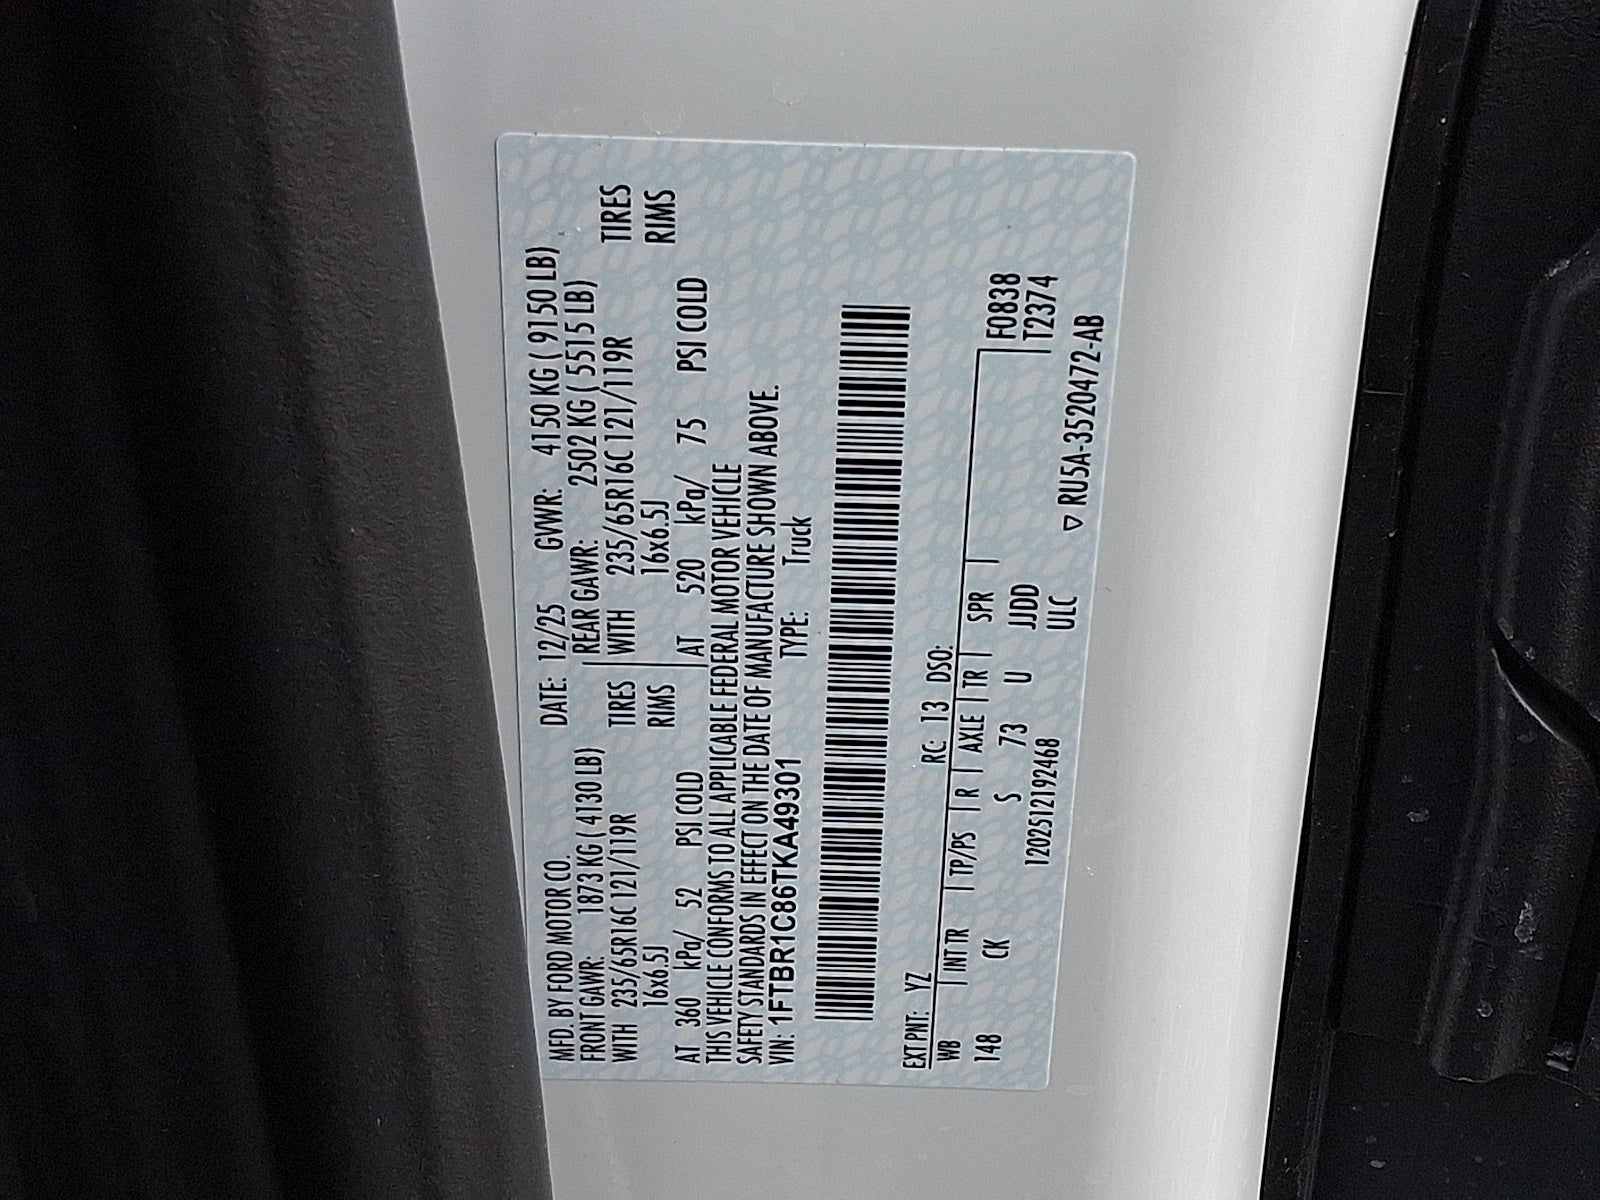 MFD. BY FORD MOTOR CO. DATE: 12/25 GVWR: 4150 KG ( 9150 LB)
FRONT GAWR: 1873 KG ( 4130 LB) REAR GAWR: 2502 KG ( 5515 LB)
WITH 235/65R16C 121/119R TIRES WITH 235/65R16C 121/119R TIRES
16x6.5J RIMS 16x6.5J RIMS
AT 360 kPa/ 52 PSI COLD AT 520 kPa/ 75 PSI COLD
THIS VEHICLE CONFORMS TO ALL APPLICABLE FEDERAL MOTOR VEHICLE
SAFETY STANDARDS IN EFFECT ON THE DATE OF MANUFACTURE SHOWN ABOVE.
VIN: 1FTBR1C86TKA49301 TYPE: Truck
EXT PNT: YZ RC: 13 DSO:
WB INT TR TP/PS R AXLE TR SPR F0838
148 CK S 73 U JJDD T2374
1202512192468 ULC
▽ RU5A-3520472-AB